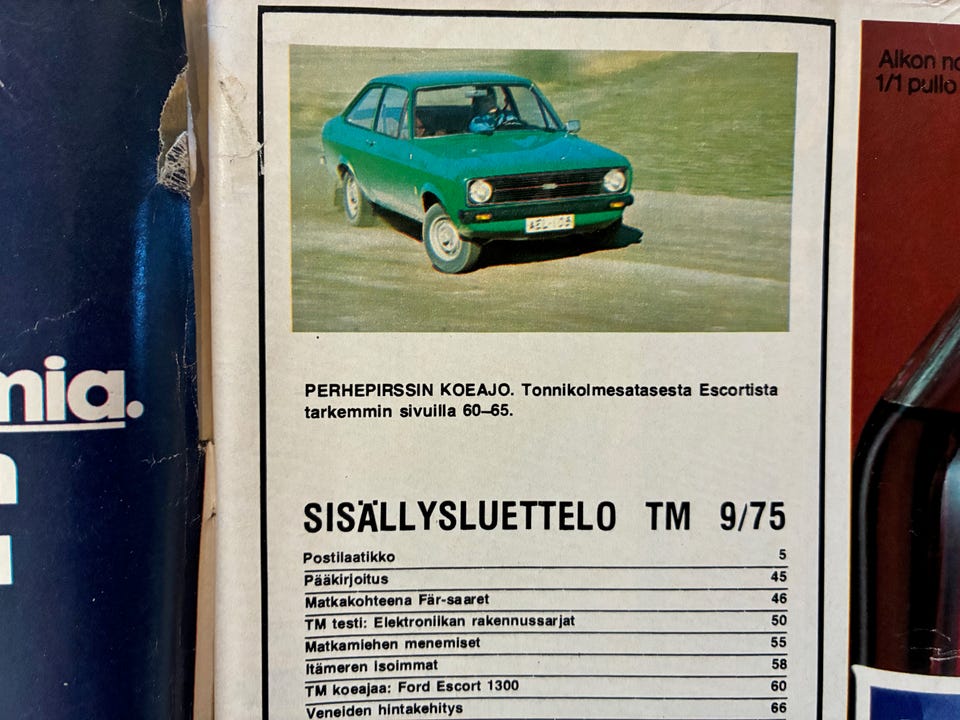 mia.
AEL-108
PERHEPIRSSIN KOEAJO. Tonnikolmesatasesta Escortista
tarkemmin sivuilla 60–65.
SISÄLLYSLUETTELO TM 9/75
Postilaatikko 5
Pääkirjoitus 45
Matkakohteena Fär-saaret 46
TM testi: Elektroniikan rakennussarjat 50
Matkamiehen menemiset 55
Itämeren isoimmat 58
TM koeajaa: Ford Escort 1300 60
Veneiden hintakehitys 66
Alkon
1/1 pullo